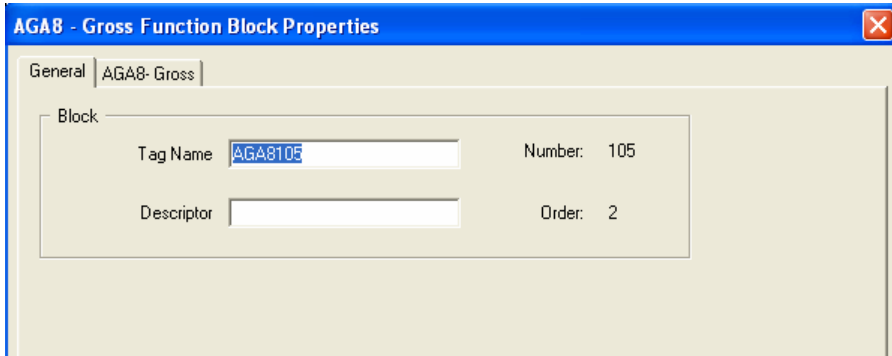 AGA8 - Gross Function Block Properties
General AGA8- Gross
Block
Tag Name AGA8105 Number: 105
Descriptor Order: 2